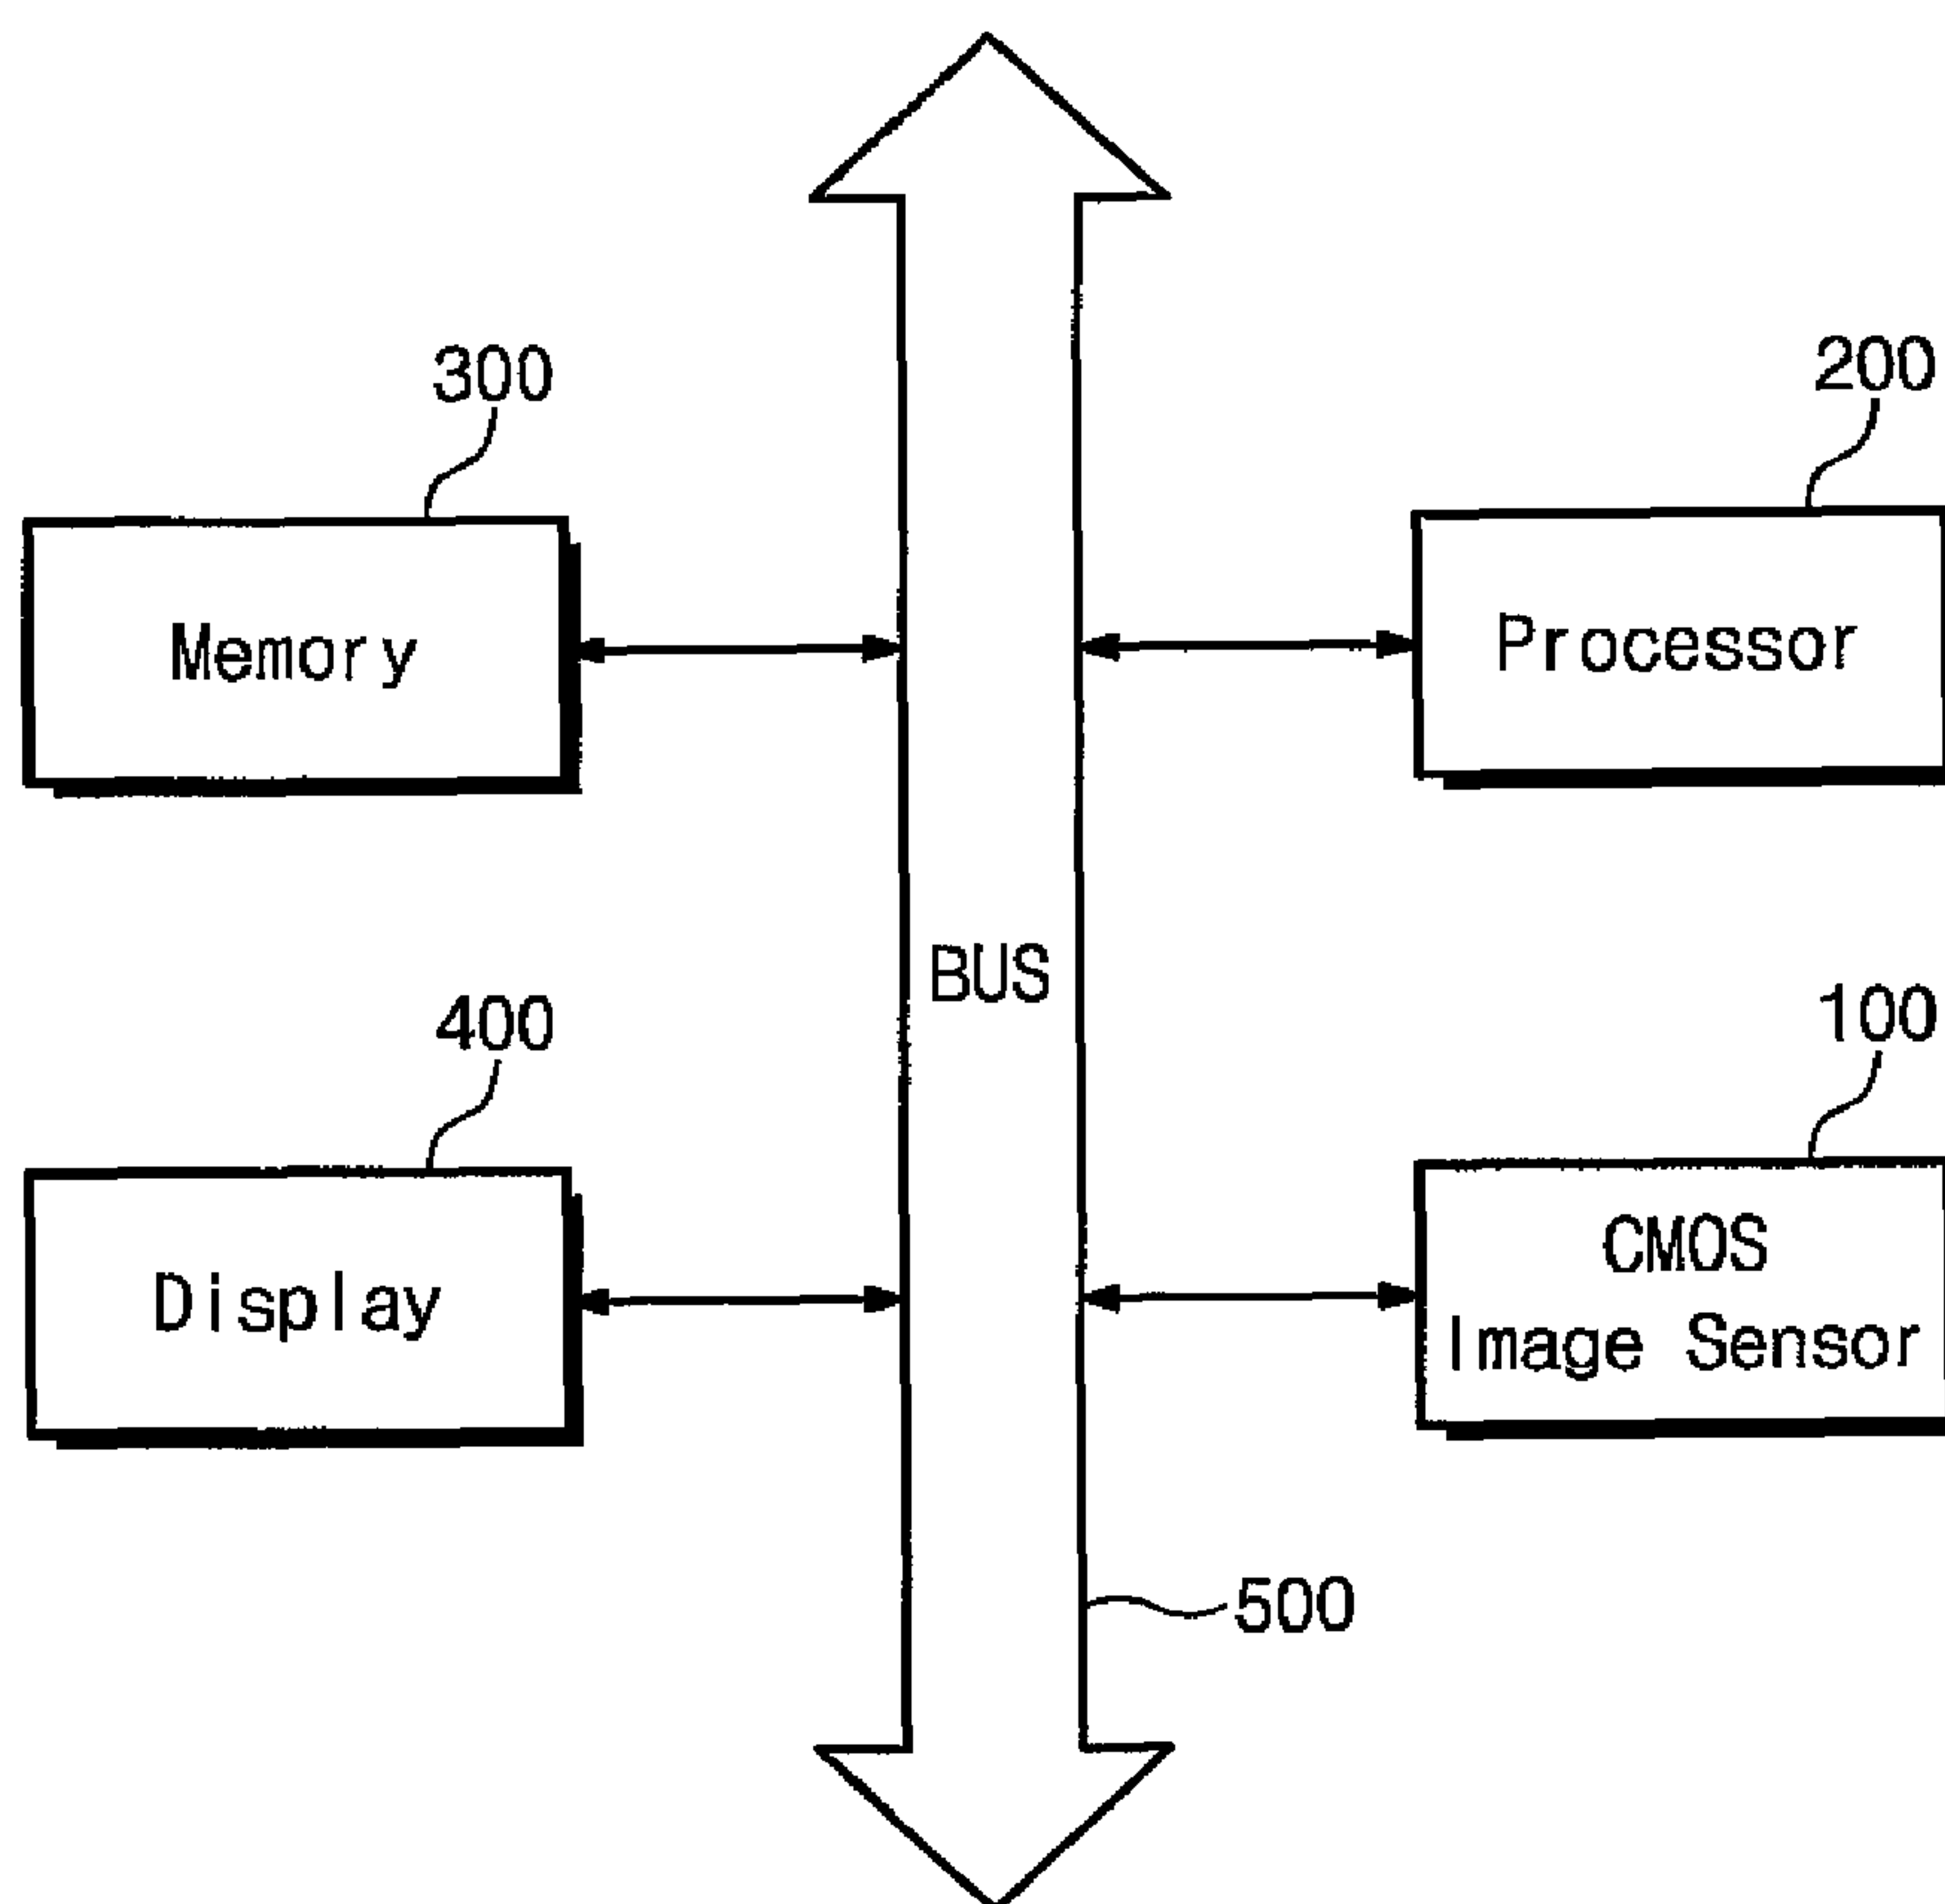 300
200
Memory
Processor
BUS
400
100
Display
CMOS
Image Sensor
500